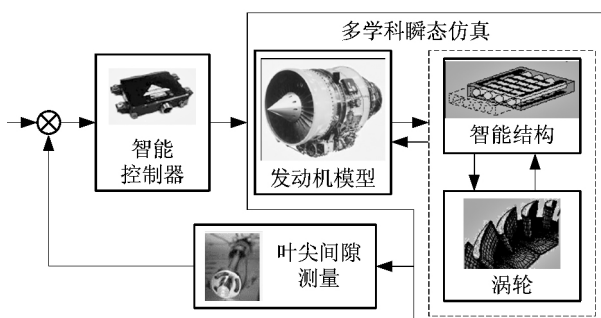 多学科瞬态仿真
智能
控制器
发动机模型
智能结构
涡轮
叶尖间隙
测量